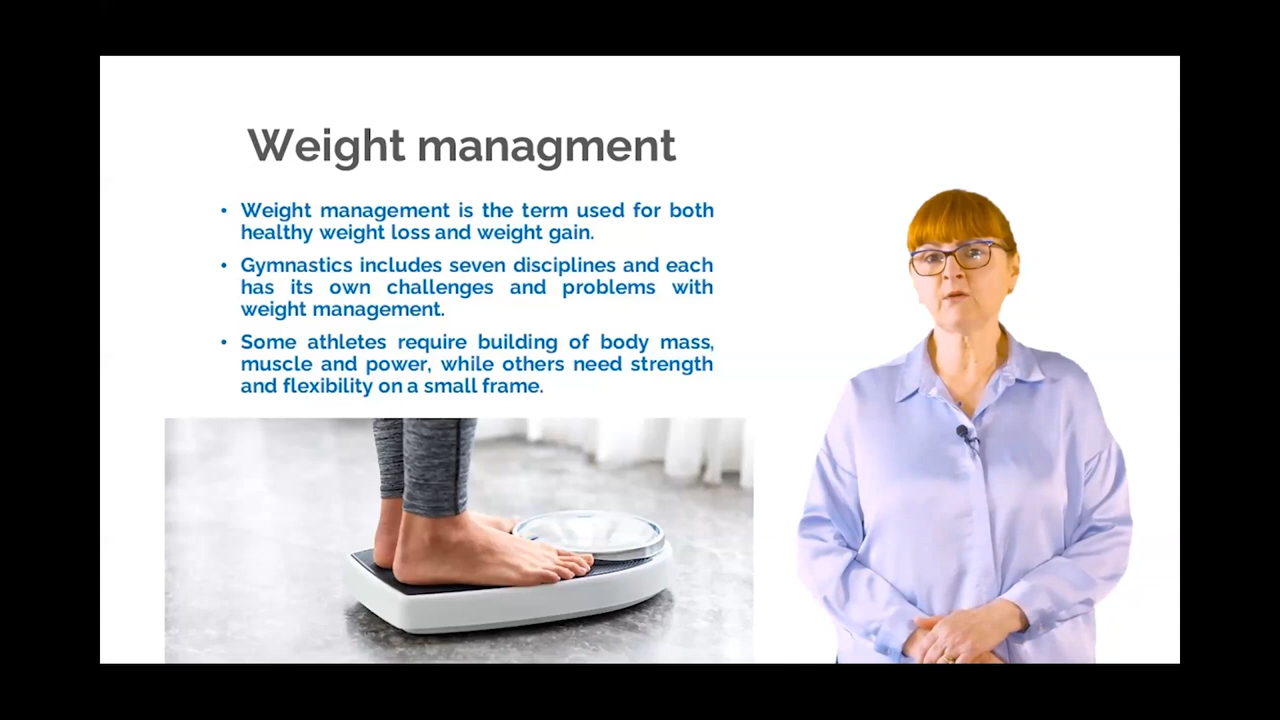 Weight managment
• Weight management is the term used for both
healthy weight loss and weight gain.
• Gymnastics includes seven disciplines and each
has its own challenges and problems with
weight management.
• Some athletes require building of body mass,
muscle and power, while others need strength
and flexibility on a small frame.